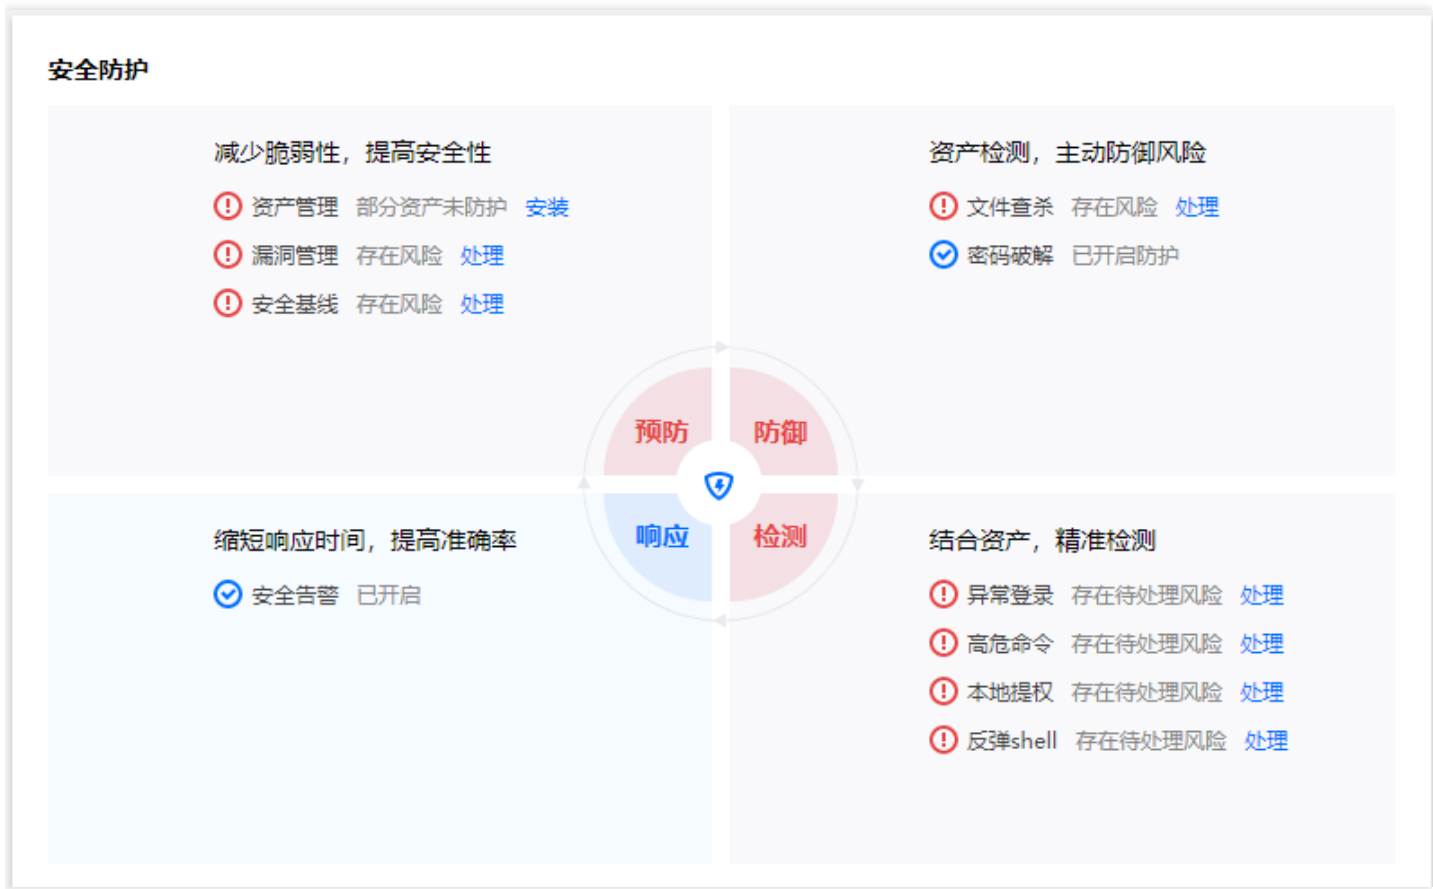 安全防护
减少脆弱性，提高安全性
资产管理 部分资产未防护 安装
漏洞管理 存在风险 处理
安全基线 存在风险 处理
资产检测，主动防御风险
文件查杀 存在风险 处理
密码破解 已开启防护
预防
防御
响应
检测
缩短响应时间，提高准确率
安全告警 已开启
结合资产，精准检测
异常登录 存在待处理风险 处理
高危命令 存在待处理风险 处理
本地提权 存在待处理风险 处理
反弹shell 存在待处理风险 处理